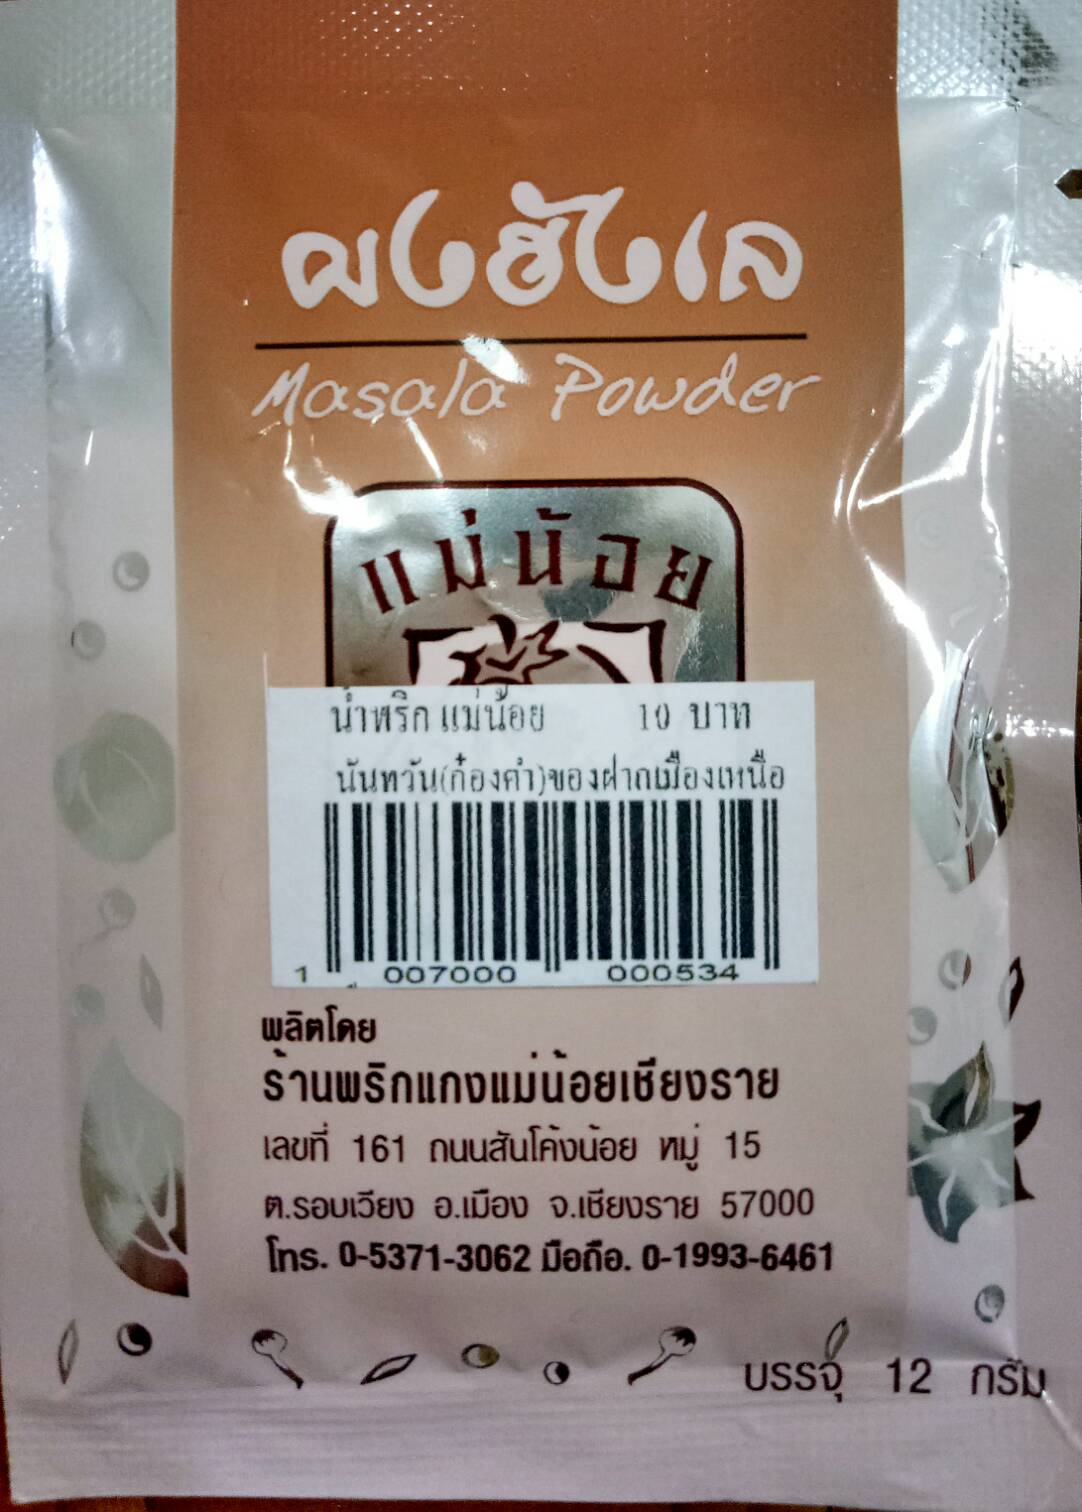 ผงฮังเล
Masala Powder
แม่น้อย
น้ำพริก แม่น้อย 10 บาท
นันทวัน(ก๋องคำ)ของฝากเมืองเหนือ
1 007000 000534
ผลิตโดย
ร้านพริกแกงแม่น้อยเชียงราย
เลขที่ 161 ถนนสันโค้งน้อย หมู่ 15
ต.รอบเวียง อ.เมือง จ.เชียงราย 57000
โทร. 0-5371-3062 มือถือ. 0-1993-6461
บรรจุ 12 กรัม